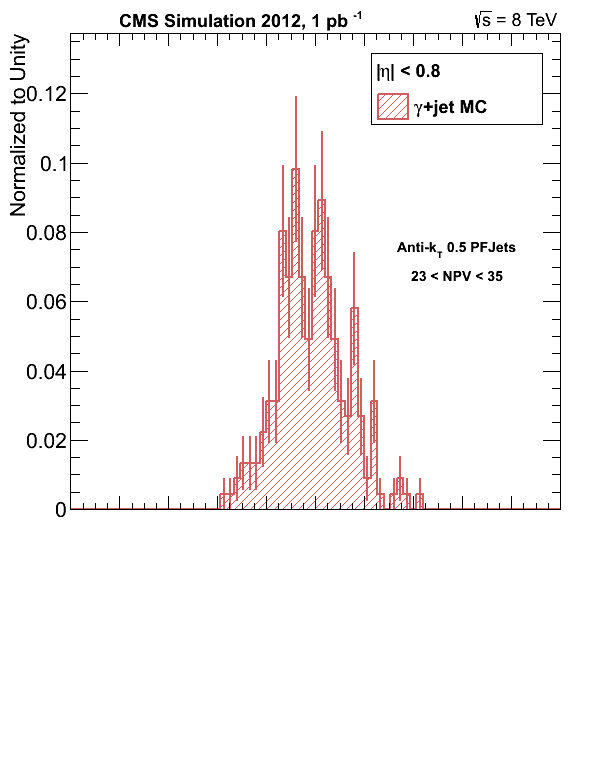 CMS Simulation 2012, 1 pb ⁻¹
√s = 8 TeV
Normalized to Unity
|η| < 0.8
γ+jet MC
Anti-kT 0.5 PFJets
23 < NPV < 35
0.12
0.1
0.08
0.06
0.04
0.02
0